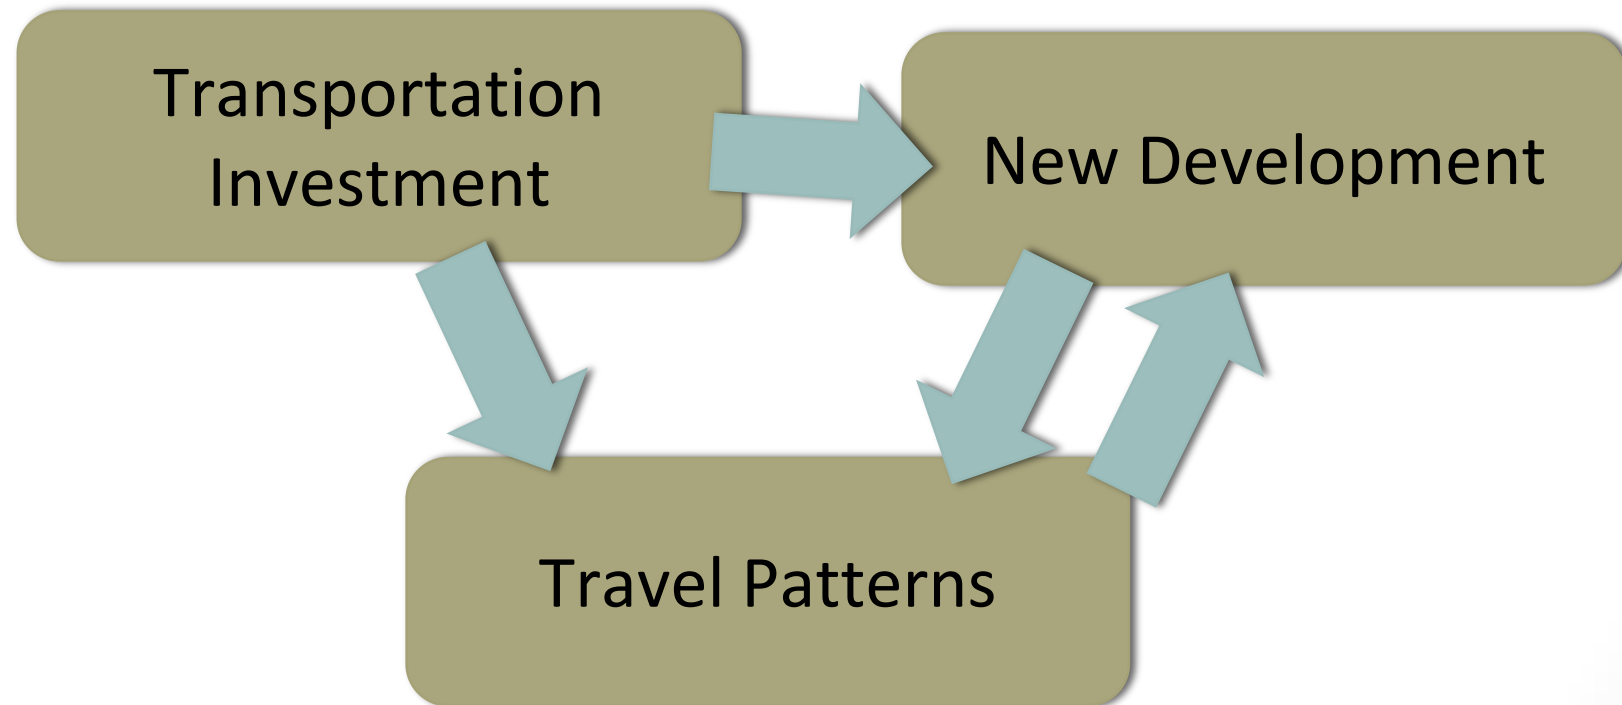 Transportation
Investment
New Development
Travel Patterns